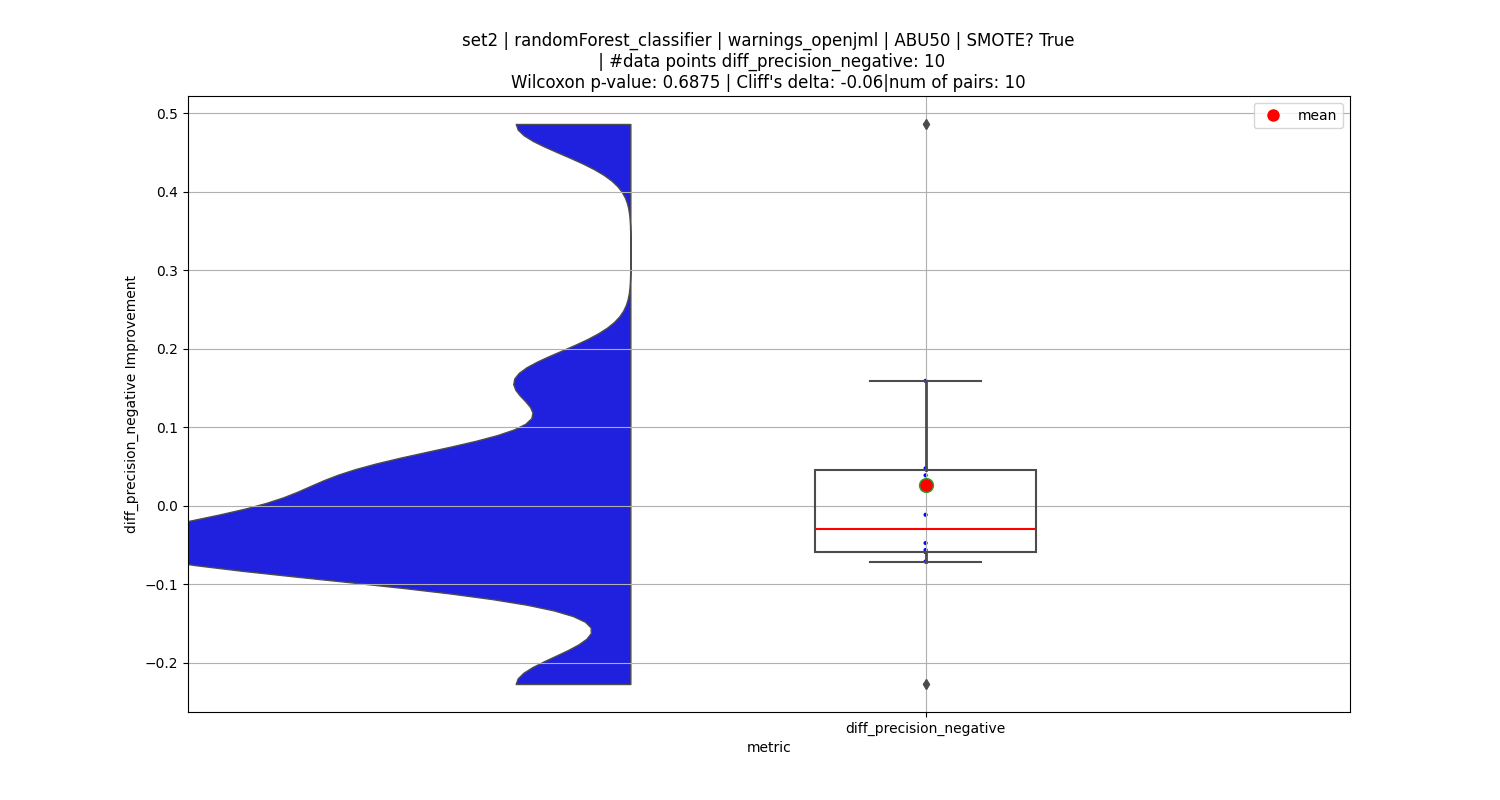 set2 | randomForest_classifier | warnings_openjml | ABU50 | SMOTE? True
| #data points diff_precision_negative: 10
Wilcoxon p-value: 0.6875 | Cliff's delta: -0.06|num of pairs: 10
mean
0.5
0.4
0.3
0.2
0.1
0.0
−0.1
−0.2
diff_precision_negative Improvement
diff_precision_negative
metric